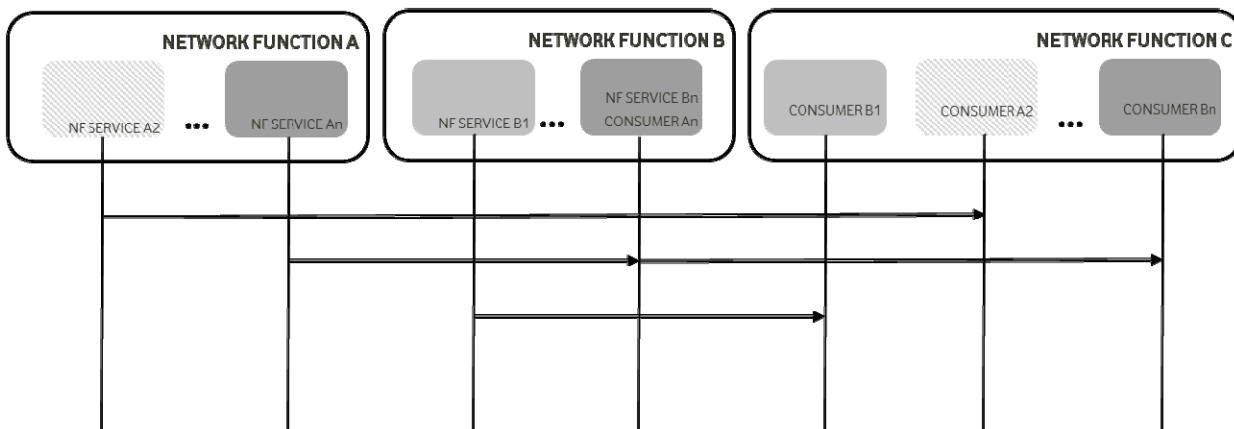 NETWORK FUNCTION A
NF SERVICE A2
...
NF SERVICE An
NETWORK FUNCTION B
NF SERVICE B1
...
NF SERVICE Bn
CONSUMER An
NETWORK FUNCTION C
CONSUMER B1
CONSUMER A2
...
CONSUMER Bn